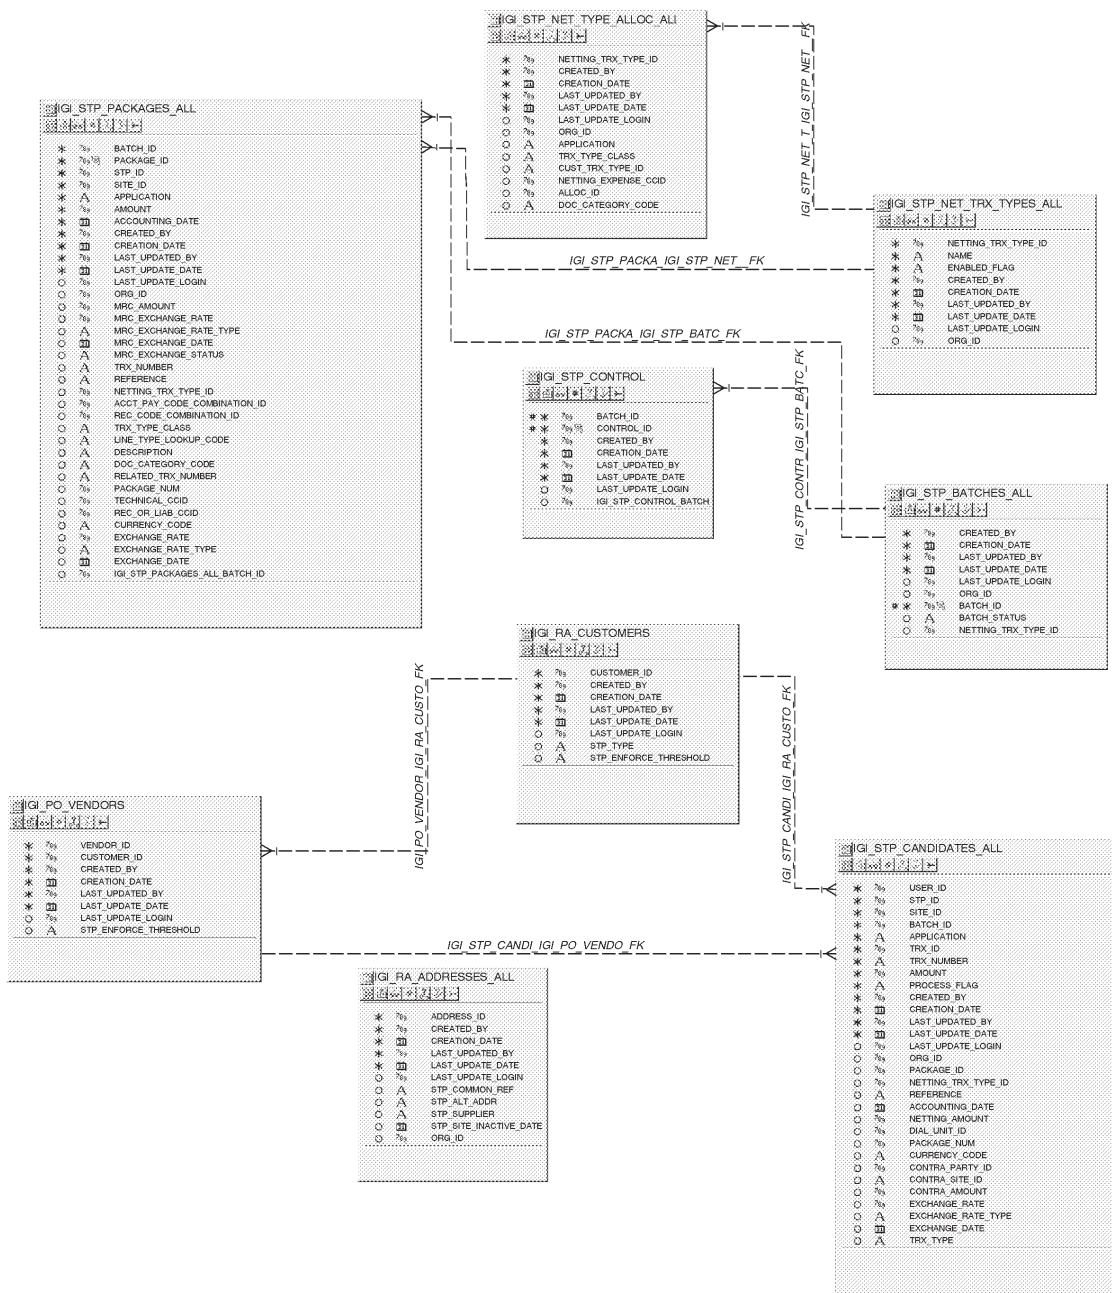 IGI_STP_NET_TYPE_ALLOC_ALI
NETTING_TRX_TYPE_ID
CREATED_BY
CREATION_DATE
LAST_UPDATED_BY
LAST_UPDATE_DATE
LAST_UPDATE_LOGIN
ORG_ID
APPLICATION
TRX_TYPE_CLASS
CUST_TRX_TYPE_ID
NETTING_EXPENSE_CCID
ALLOC_ID
DOC_CATEGORY_CODE
IGI_STP_NET_T_IGI_STP_NET__FK
IGI_STP_PACKAGES_ALL
BATCH_ID
PACKAGE_ID
STP_ID
SITE_ID
APPLICATION
AMOUNT
ACCOUNTING_DATE
CREATED_BY
CREATION_DATE
LAST_UPDATED_BY
LAST_UPDATE_DATE
LAST_UPDATE_LOGIN
ORG_ID
MRC_AMOUNT
MRC_EXCHANGE_RATE
MRC_EXCHANGE_RATE_TYPE
MRC_EXCHANGE_DATE
MRC_EXCHANGE_STATUS
TRX_NUMBER
REFERENCE
NETTING_TRX_TYPE_ID
ACCT_PAY_CODE_COMBINATION_ID
REC_CODE_COMBINATION_ID
TRX_TYPE_CLASS
LINE_TYPE_LOOKUP_CODE
DESCRIPTION
DOC_CATEGORY_CODE
RELATED_TRX_NUMBER
PACKAGE_NUM
TECHNICAL_CCID
REC_OR_LIAB_CCID
CURRENCY_CODE
EXCHANGE_RATE
EXCHANGE_RATE_TYPE
EXCHANGE_DATE
IGI_STP_PACKAGES_ALL_BATCH_ID
IGI_STP_NET_TRX_TYPES_ALL
NETTING_TRX_TYPE_ID
NAME
ENABLED_FLAG
CREATED_BY
CREATION_DATE
LAST_UPDATED_BY
LAST_UPDATE_DATE
LAST_UPDATE_LOGIN
ORG_ID
IGI_STP_PACKA_IGI_STP_NET__FK
IGI_STP_PACKA_IGI_STP_BATC_FK
IGI_STP_CONTROL
BATCH_ID
CONTROL_ID
CREATED_BY
CREATION_DATE
LAST_UPDATED_BY
LAST_UPDATE_DATE
LAST_UPDATE_LOGIN
IGI_STP_CONTROL_BATCH
IGI_STP_CONTR_IGI_STP_BATC_FK
IGI_STP_BATCHES_ALL
CREATED_BY
CREATION_DATE
LAST_UPDATED_BY
LAST_UPDATE_DATE
LAST_UPDATE_LOGIN
ORG_ID
BATCH_ID
BATCH_STATUS
NETTING_TRX_TYPE_ID
IGI_RA_CUSTOMERS
CUSTOMER_ID
CREATED_BY
CREATION_DATE
LAST_UPDATED_BY
LAST_UPDATE_DATE
LAST_UPDATE_LOGIN
STP_TYPE
STP_ENFORCE_THRESHOLD
IGI_PO_VENDOR_IGI_RA_CUSTO_FK
IGI_STP_CANDI_IGI_RA_CUSTO_FK
IGI_PO_VENDORS
VENDOR_ID
CUSTOMER_ID
CREATED_BY
CREATION_DATE
LAST_UPDATED_BY
LAST_UPDATE_DATE
LAST_UPDATE_LOGIN
STP_ENFORCE_THRESHOLD
IGI_STP_CANDI_IGI_PO_VENDO_FK
IGI_STP_CANDIDATES_ALL
USER_ID
STP_ID
SITE_ID
BATCH_ID
APPLICATION
TRX_ID
TRX_NUMBER
AMOUNT
PROCESS_FLAG
CREATED_BY
CREATION_DATE
LAST_UPDATED_BY
LAST_UPDATE_DATE
LAST_UPDATE_LOGIN
ORG_ID
PACKAGE_ID
NETTING_TRX_TYPE_ID
REFERENCE
ACCOUNTING_DATE
NETTING_AMOUNT
DIAL_UNIT_ID
PACKAGE_NUM
CURRENCY_CODE
CONTRA_PARTY_ID
CONTRA_SITE_ID
CONTRA_AMOUNT
EXCHANGE_RATE
EXCHANGE_RATE_TYPE
EXCHANGE_DATE
TRX_TYPE
IGI_RA_ADDRESSES_ALL
ADDRESS_ID
CREATED_BY
CREATION_DATE
LAST_UPDATED_BY
LAST_UPDATE_DATE
LAST_UPDATE_LOGIN
STP_COMMON_REF
STP_ALT_ADDR
STP_SUPPLIER
STP_SITE_INACTIVE_DATE
ORG_ID